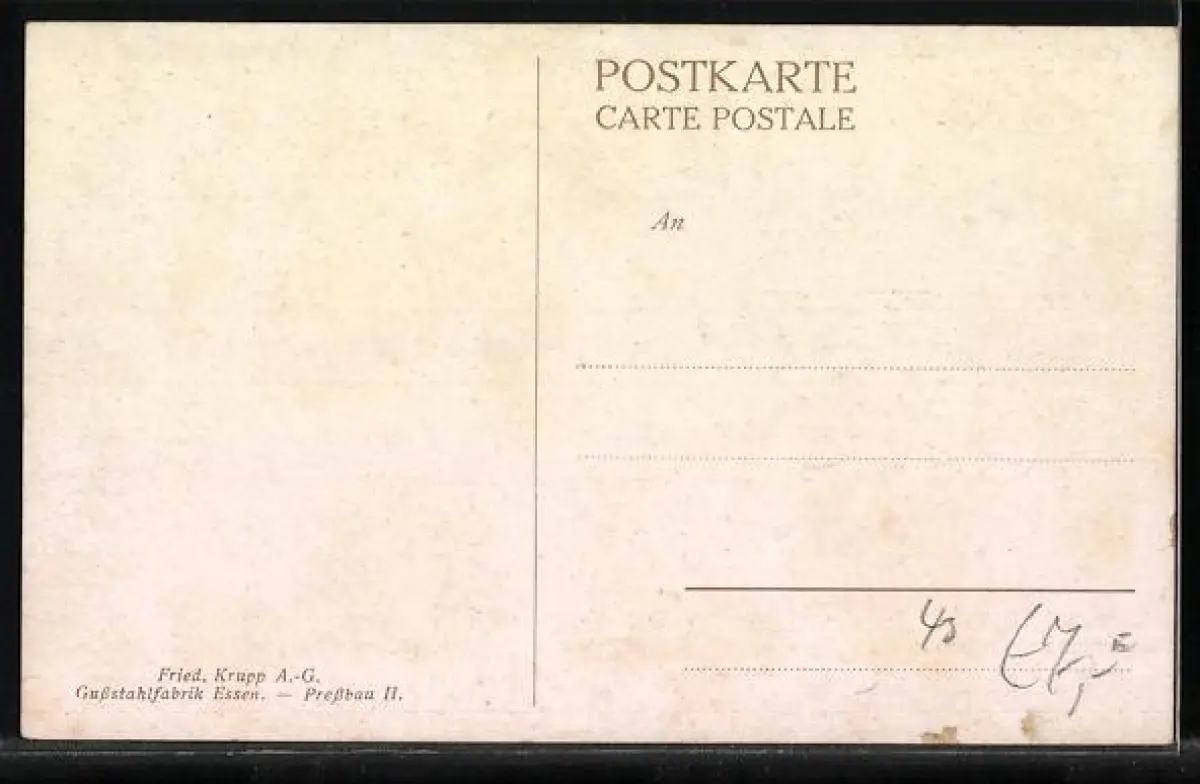 POSTKARTE
CARTE POSTALE
An
Fried. Krupp A.-G.
Gußstahlfabrik Essen. — Preßbau II.